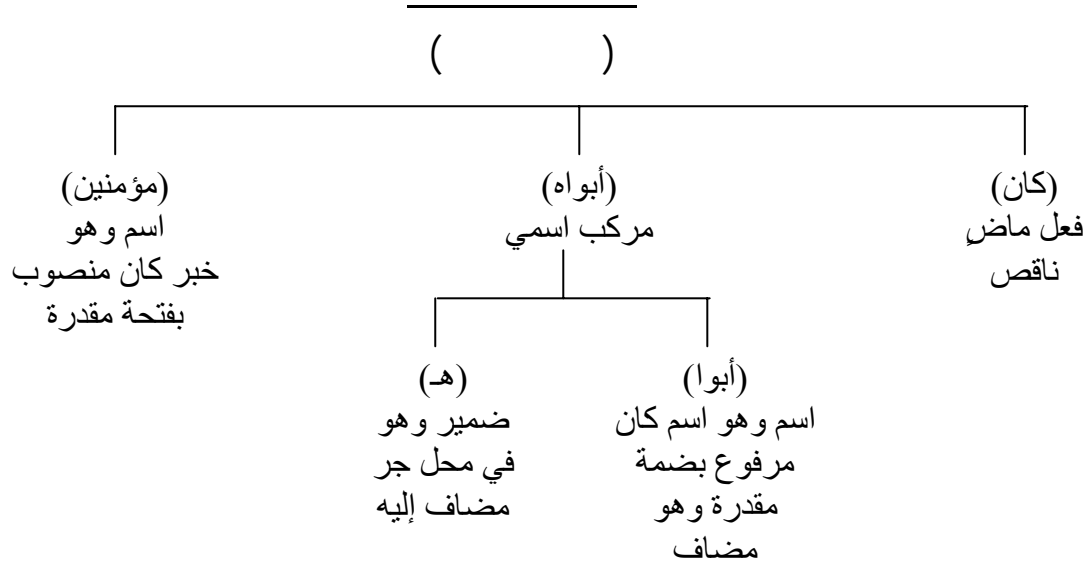 ( )
(كان)
فعل ماضٍ
ناقص
(أبواه)
مركب اسمي
(مؤمنين)
اسم وهو
خبر كان منصوب
بفتحة مقدرة
(أبوا)
اسم وهو اسم كان
مرفوع بضمة
مقدرة وهو
مضاف
(هـ)
ضمير وهو
في محل جر
مضاف إليه